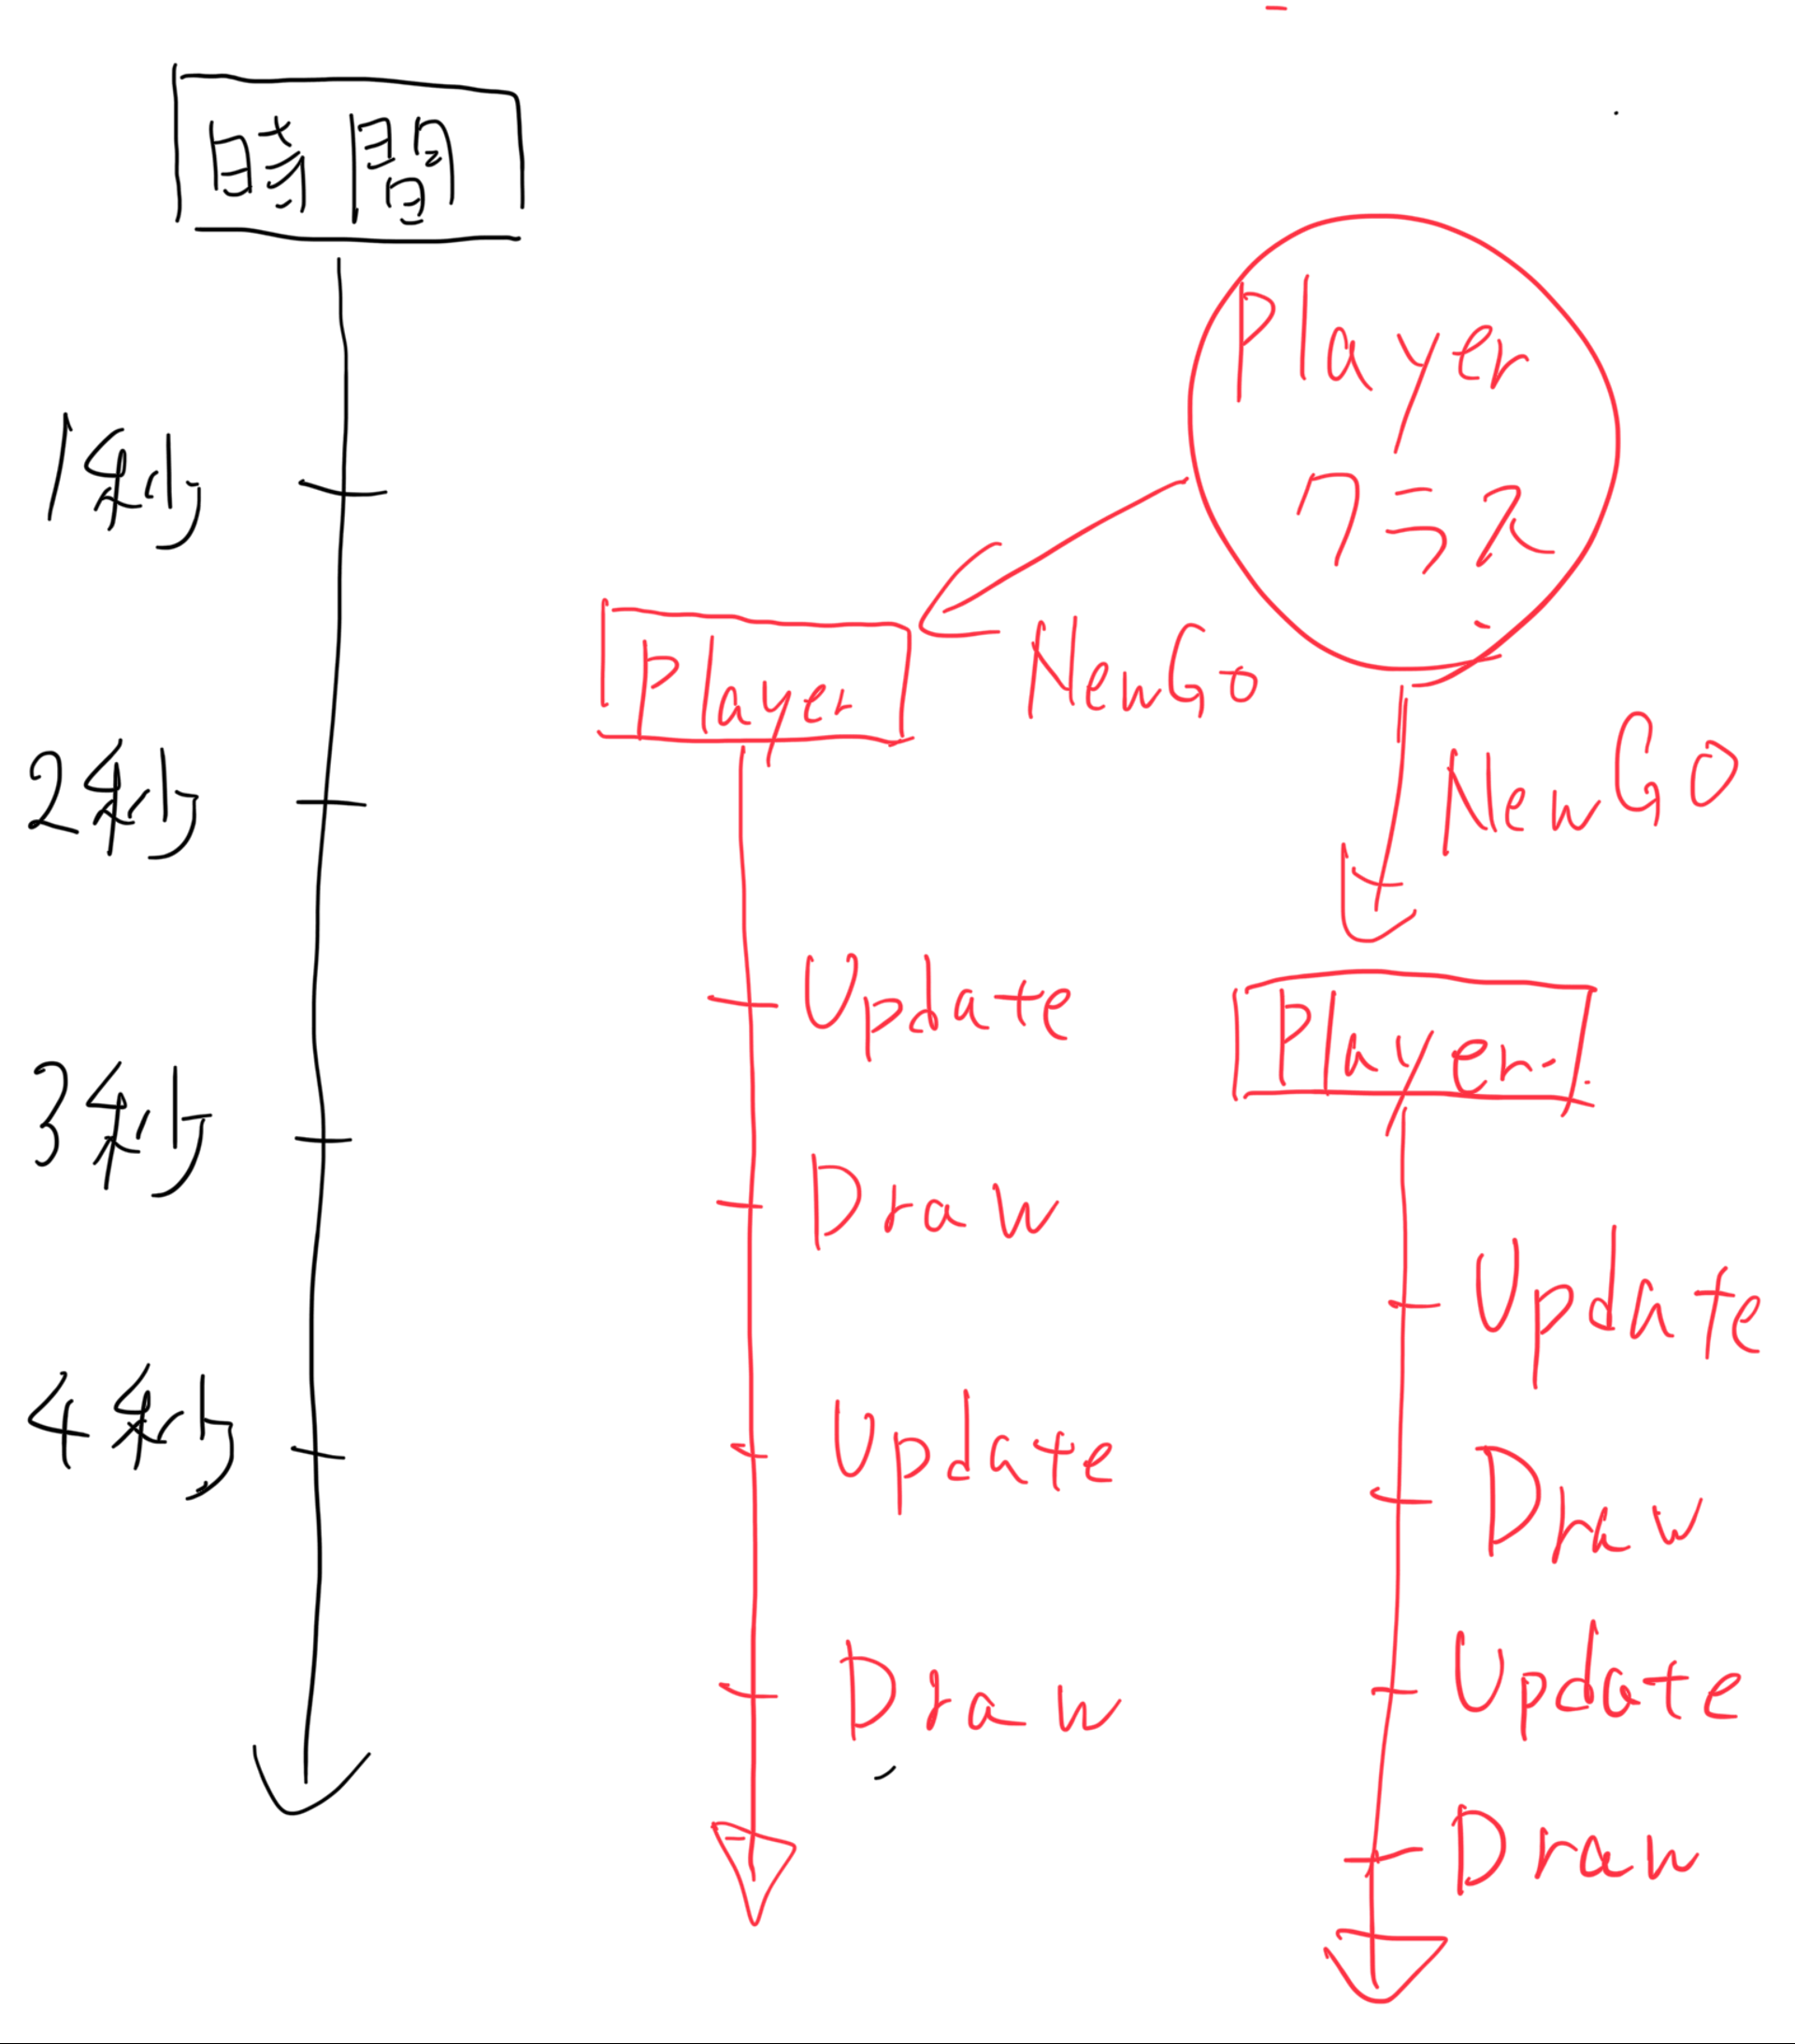 時間
1秒
2秒
3秒
4秒
Player
クラス
NewGO
NewGO
Player
Update
Draw
Update
Draw
Player
Update
Draw
Update
Draw